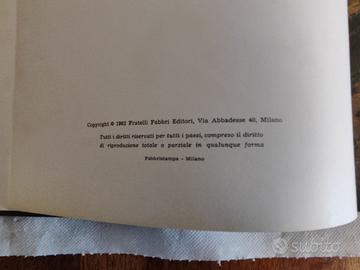 Copyright © 1962 Fratelli Fabbri Editori, Via Abbadesse 40, Milano
Tutti i diritti riservati per tutti i paesi, compreso il diritto
di riproduzione totale o parziale in qualunque forma
Fabbristampa - Milano
subito